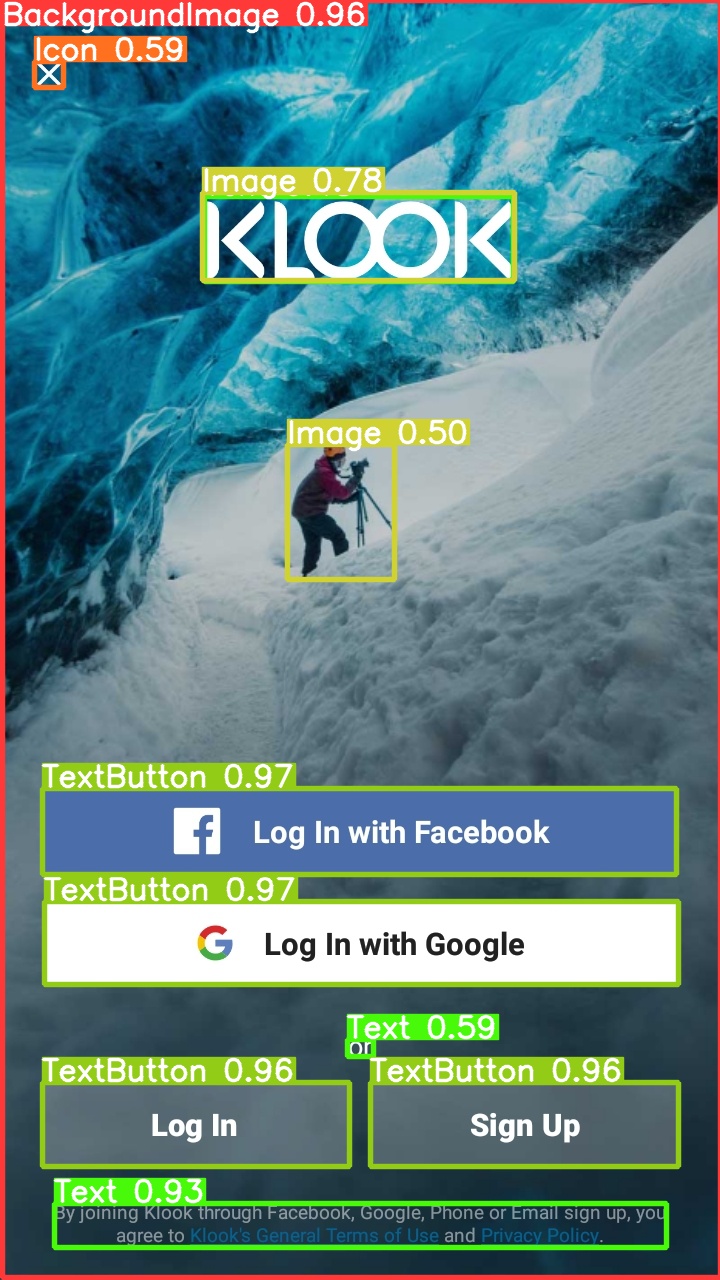 BackgroundImage 0.96
Icon 0.59
Image 0.78
KLOOK
Image 0.50
TextButton 0.97
Log In with Facebook
TextButton 0.97
G Log In with Google
Text 0.59
or
TextButton 0.96 TextButton 0.96
Log In Sign Up
Text 0.93
By joining Klook through Facebook, Google, Phone or Email sign up, you
agree to Klook's General Terms of Use and Privacy Policy.